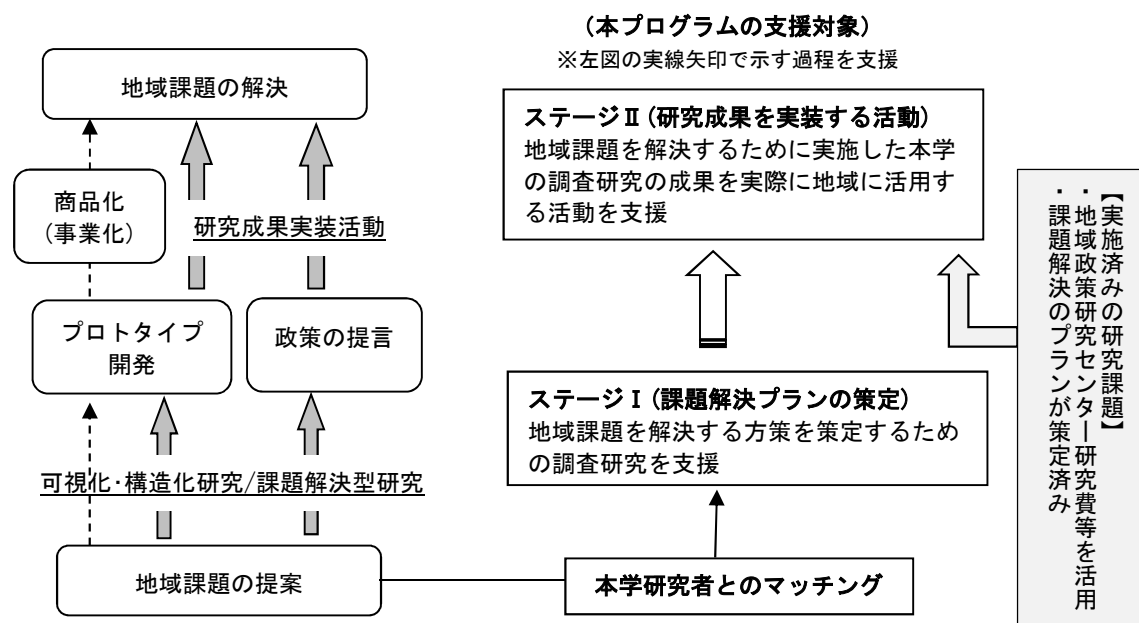 (本プログラムの支援対象)
※左図の実線矢印で示す過程を支援
地域課題の解決
商品化
(事業化)
研究成果実装活動
プロトタイプ
開発
政策の提言
可視化・構造化研究/課題解決型研究
地域課題の提案
ステージⅡ(研究成果を実装する活動)
地域課題を解決するために実施した本学
の調査研究の成果を実際に地域に活用す
る活動を支援
ステージⅠ(課題解決プランの策定)
地域課題を解決する方策を策定するため
の調査研究を支援
本学研究者とのマッチング
【実施済みの研究課題】
・地域政策研究センター研究費等を活用
・課題解決のプランが策定済み